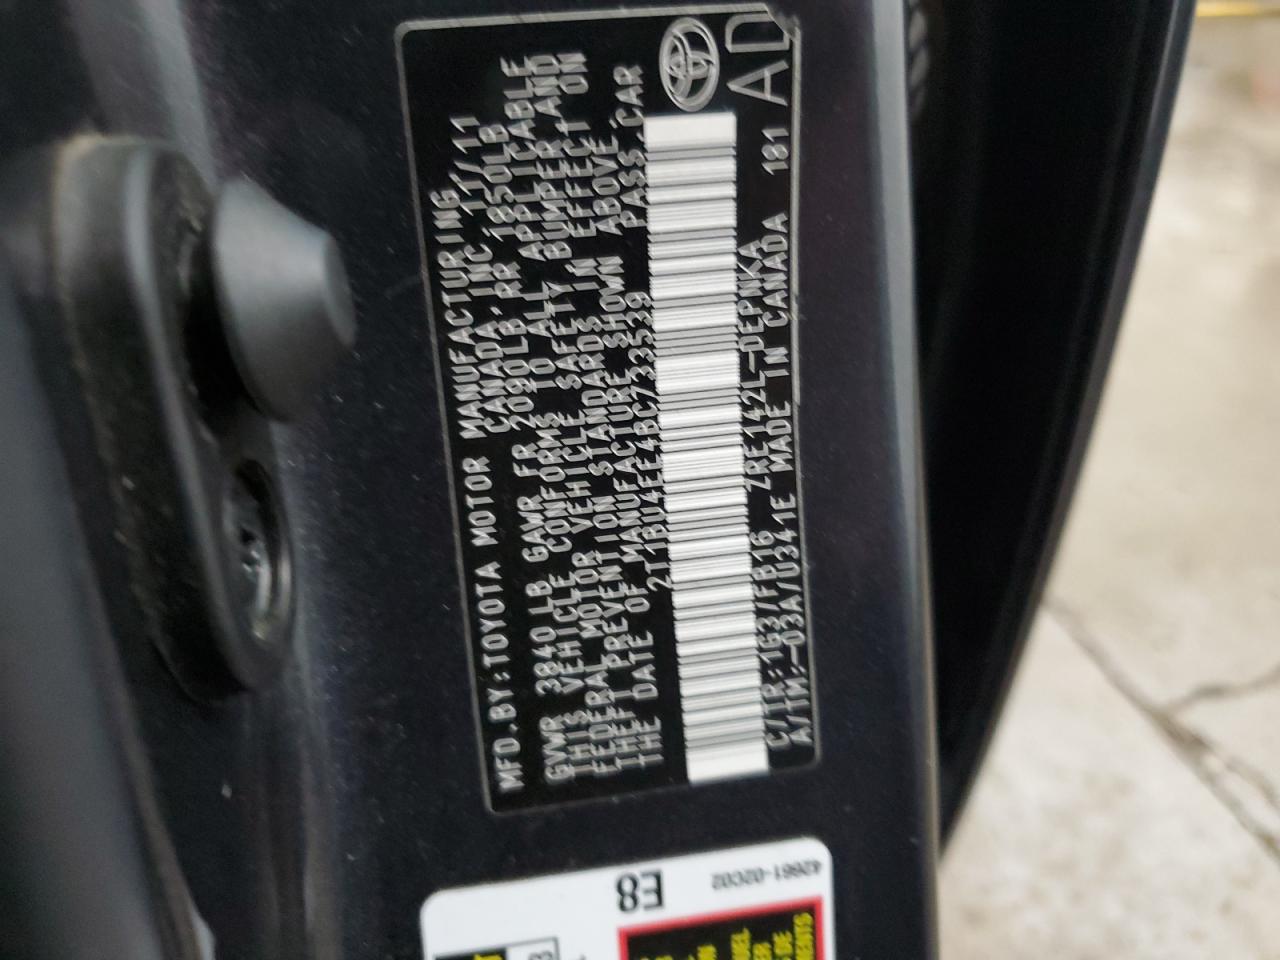 MFD.BY:TOYOTA MOTOR MANUFACTURING
CANADA INC 11/11
GVWR 3840LB GAWR FR 2090LB RR 1850LB
THIS VEHICLE CONFORMS TO ALL APPLICABLE
FEDERAL MOTOR VEHICLE SAFETY BUMPER AND
THEFT PREVENTION STANDARDS IN EFFECT ON
THE DATE OF MANUFACTURE SHOWN ABOVE.
2T1BU4EE4BC733539 PASS.CAR
ZRE142L-DEPNKA
C/TR:1G3/FB16
A/TM:-03A/U341E MADE IN CANADA 181
AD
E8
42661-02C02